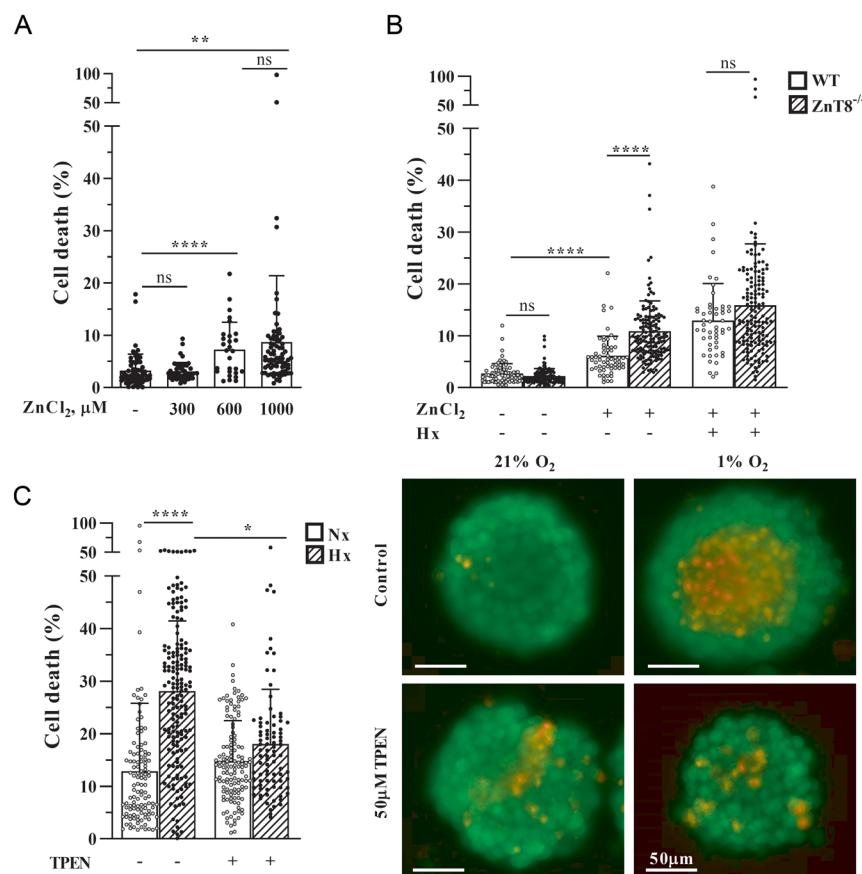 A
**
ns
100
50
50
40
30
20
10
0
Cell death (%)
****
ns
ZnCl2, μM
- 300 600 1000
B
ns
WT
ZnT8-/-
100
50
50
40
30
20
10
0
Cell death (%)
****
****
ns
ZnCl2 - - + + + +
Hx - - - - + +
C
****
*
Nx
Hx
100
50
50
40
30
20
10
0
Cell death (%)
TPEN - - + +
21% O2 1% O2
Control
50μM TPEN
50μm